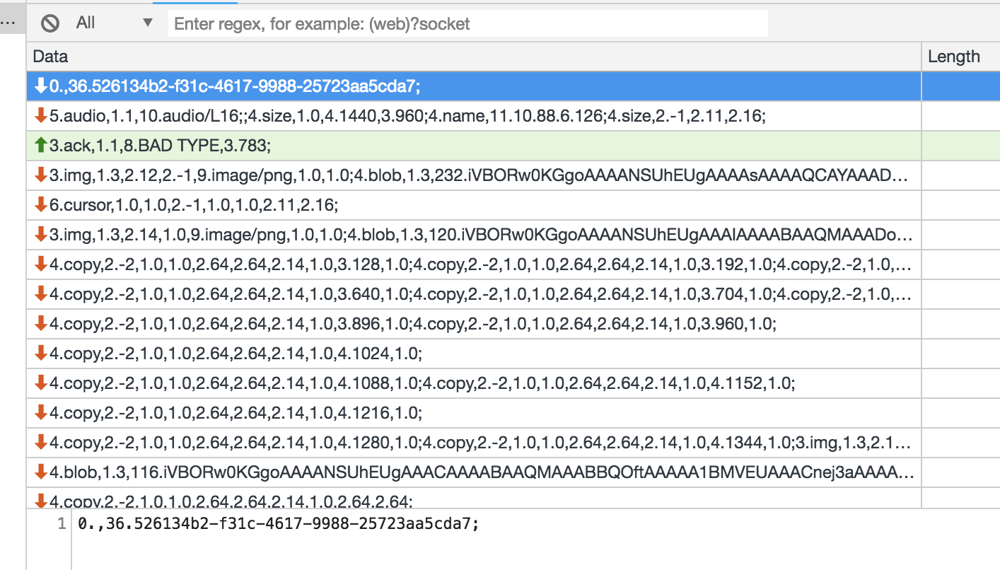 ...
All ▼ Enter regex, for example: (web)?socket
Data Length
0.,36.526134b2-f31c-4617-9988-25723aa5cda7;
5.audio,1.1,10.audio/L16;;4.size,1.0,4.1440,3.960;4.name,11.10.88.6.126;4.size,2.-1,2.11,2.16;
3.ack,1.1,8.BAD TYPE,3.783;
3.img,1.3,2.12,2.-1,9.image/png,1.0,1.0;4.blob,1.3,232.iVBORw0KGgoAAAANSUhEUgAAAAsAAAAQCAYAAAD…
6.cursor,1.0,1.0,2.-1,1.0,1.0,2.11,2.16;
3.img,1.3,2.14,1.0,9.image/png,1.0,1.0;4.blob,1.3,120.iVBORw0KGgoAAAANSUhEUgAAAIAAAABAAQMAAADo…
4.copy,2.-2,1.0,1.0,2.64,2.64,2.14,1.0,3.128,1.0;4.copy,2.-2,1.0,1.0,2.64,2.64,2.14,1.0,3.192,1.0;4.copy,2.-2,1.0,…
4.copy,2.-2,1.0,1.0,2.64,2.64,2.14,1.0,3.640,1.0;4.copy,2.-2,1.0,1.0,2.64,2.64,2.14,1.0,3.704,1.0;4.copy,2.-2,1.0,…
4.copy,2.-2,1.0,1.0,2.64,2.64,2.14,1.0,3.896,1.0;4.copy,2.-2,1.0,1.0,2.64,2.64,2.14,1.0,3.960,1.0;
4.copy,2.-2,1.0,1.0,2.64,2.64,2.14,1.0,4.1024,1.0;
4.copy,2.-2,1.0,1.0,2.64,2.64,2.14,1.0,4.1088,1.0;4.copy,2.-2,1.0,1.0,2.64,2.64,2.14,1.0,4.1152,1.0;
4.copy,2.-2,1.0,1.0,2.64,2.64,2.14,1.0,4.1216,1.0;
4.copy,2.-2,1.0,1.0,2.64,2.64,2.14,1.0,4.1280,1.0;4.copy,2.-2,1.0,1.0,2.64,2.64,2.14,1.0,4.1344,1.0;3.img,1.3,2.1…
4.blob,1.3,116.iVBORw0KGgoAAAANSUhEUgAAACAAAABAAQMAAABBQOftAAAAA1BMVEUAAACnej3aAAAA…
4.copy,2.-2,1.0,1.0,2.64,2.64,2.14,1.0,2.64,2.64;
1 0.,36.526134b2-f31c-4617-9988-25723aa5cda7;